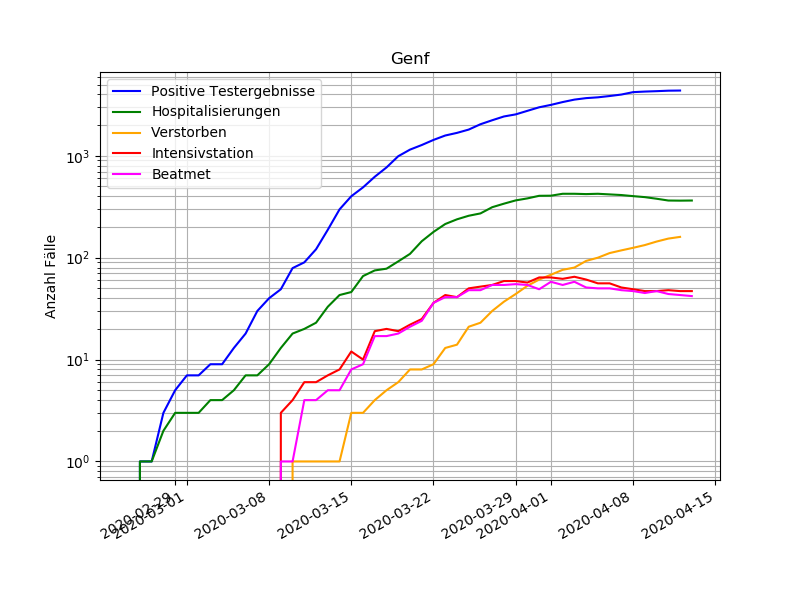 Genf
Positive Testergebnisse
Hospitalisierungen
Verstorben
Intensivstation
Beatmet
Anzahl Fälle
10³
10²
10¹
10⁰
2020-02-29
2020-03-01
2020-03-08
2020-03-15
2020-03-22
2020-03-29
2020-04-01
2020-04-08
2020-04-15